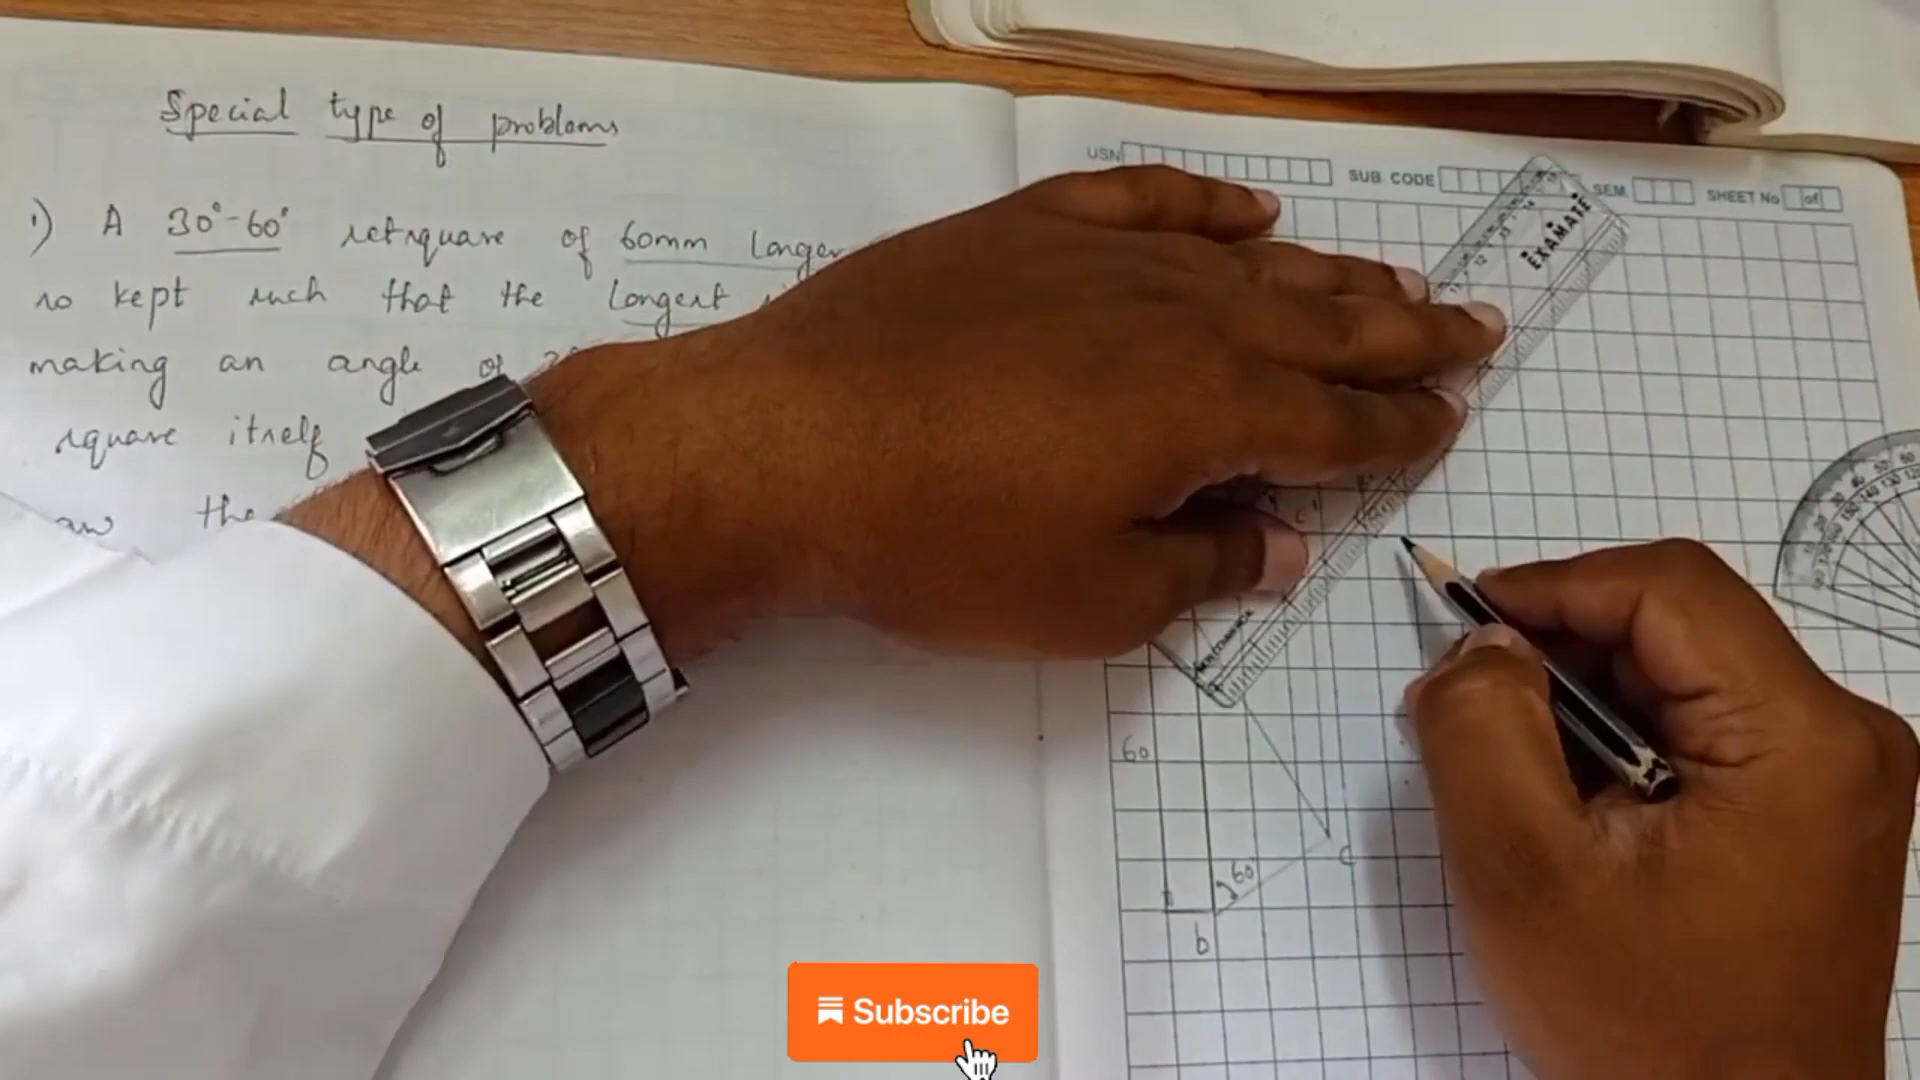 Special type of problems
1) A 30°-60° setsquare of 60mm longer
is kept such that the longest
making an angle of
square itself
the
USN
SUB CODE
SEM
SHEET No of
EXAMATE
60
60
c
b
Subscribe